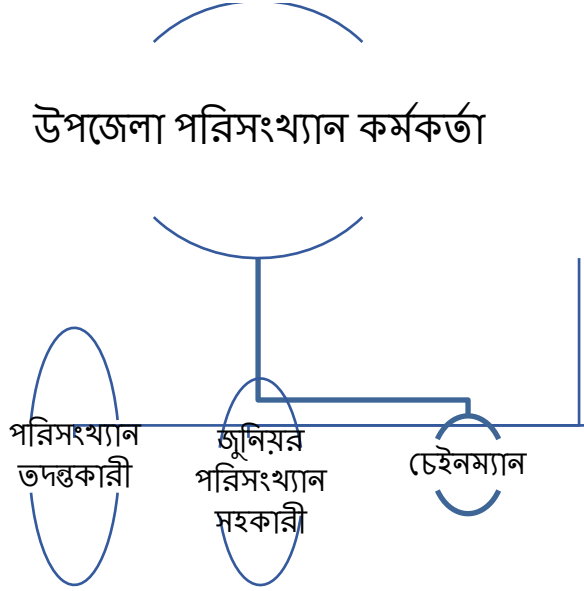 উপজেলা পরিসংখ্যান কর্মকর্তা
পরিসংখ্যান
তদন্তকারী
জুনিয়র
পরিসংখ্যান
সহকারী
চেইনম্যান